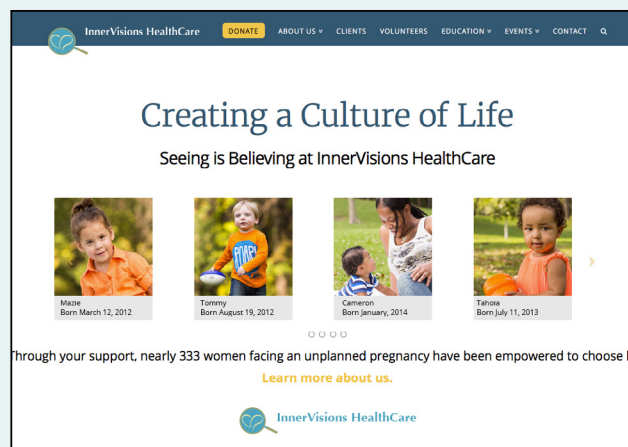 InnerVisions HealthCare
DONATE ABOUT US CLIENTS VOLUNTEERS EDUCATION EVENTS CONTACT
Creating a Culture of Life
Seeing is Believing at InnerVisions HealthCare
Mazie
Born March 12, 2012
Tommy
Born August 19, 2012
Cameron
Born January, 2014
Tahoia
Born July 11, 2013
Through your support, nearly 333 women facing an unplanned pregnancy have been empowered to choose
Learn more about us.
InnerVisions HealthCare